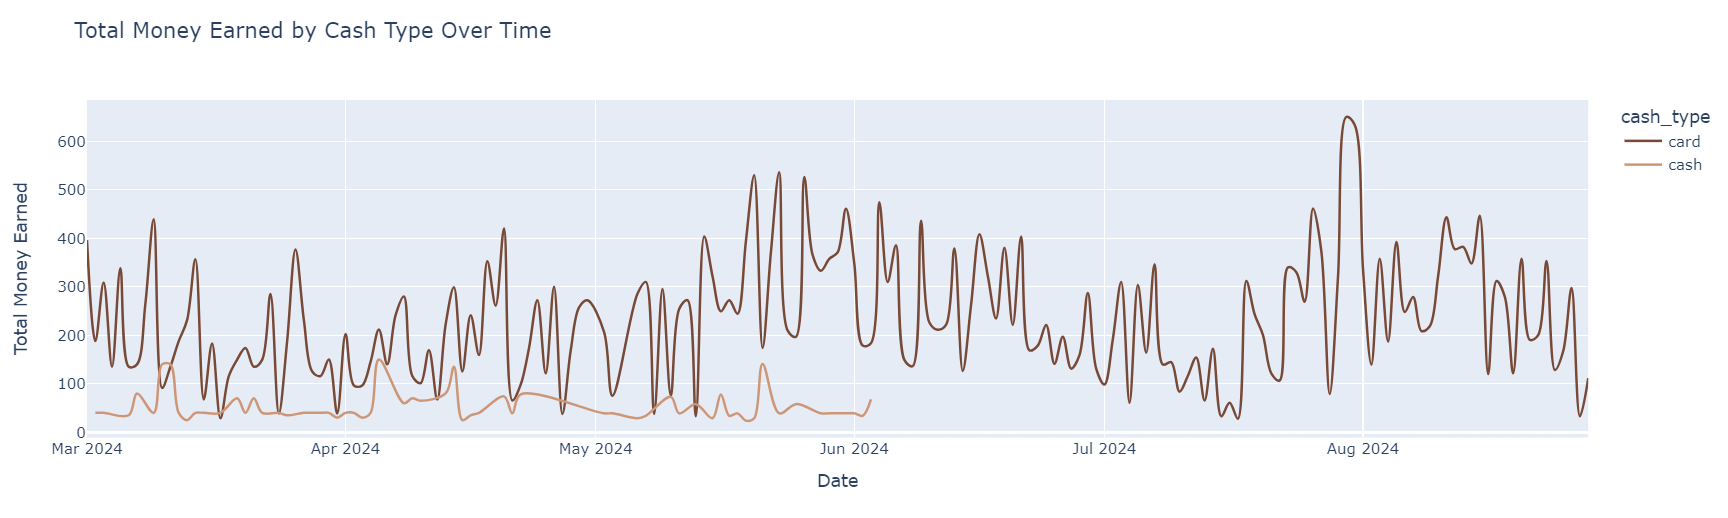 Total Money Earned by Cash Type Over Time
cash_type
card
cash
Total Money Earned
600
500
400
300
200
100
0
Mar 2024
Apr 2024
May 2024
Jun 2024
Jul 2024
Aug 2024
Date